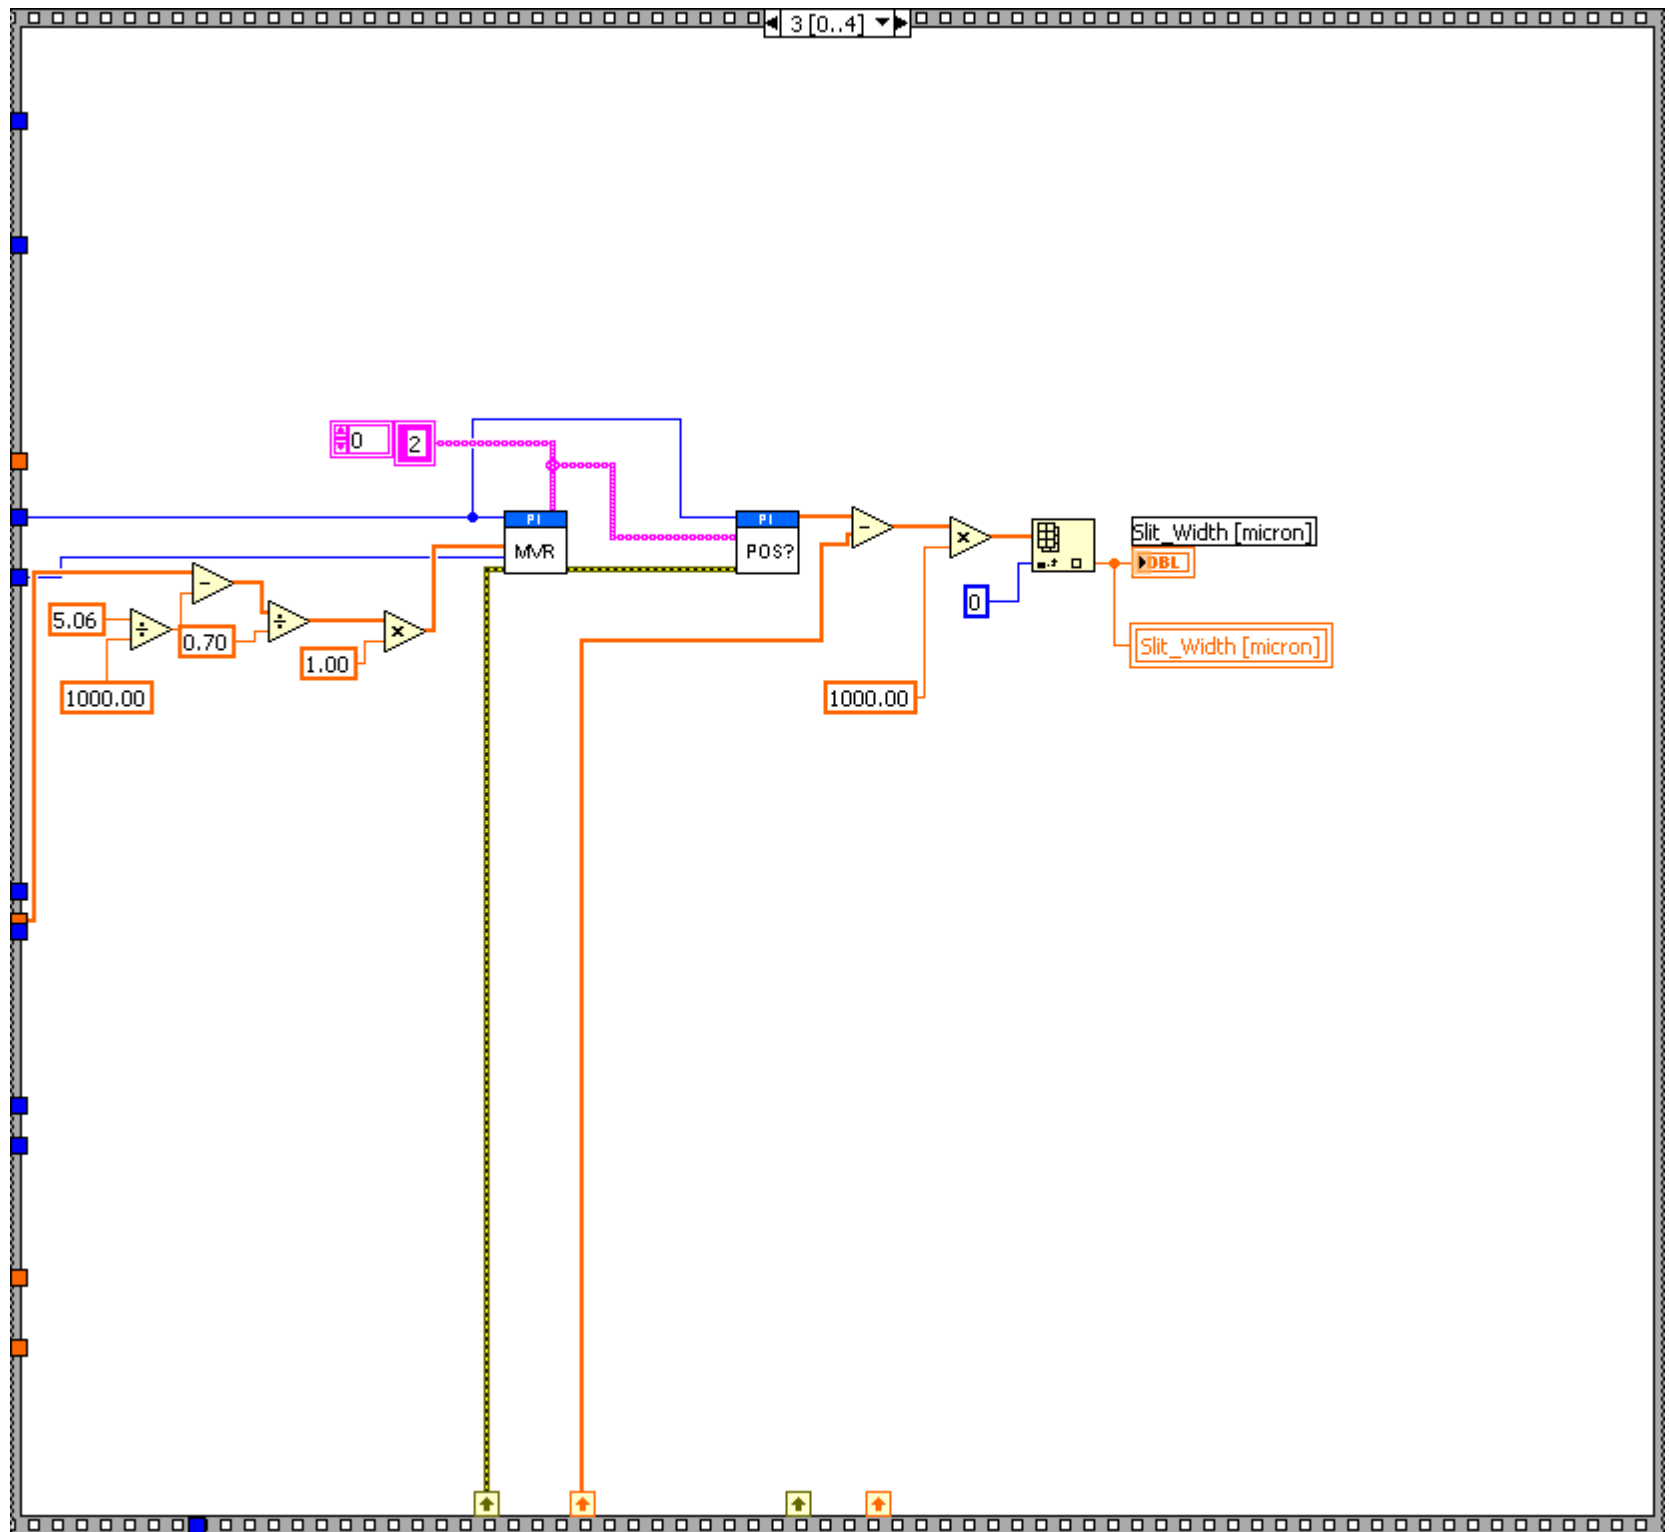 3 [0..4]
0
2
PI
MVR
PI
POS?
Slit_Width [micron]
DBL
5.06
0.70
0
1.00
Slit_Width [micron]
1000.00
1000.00